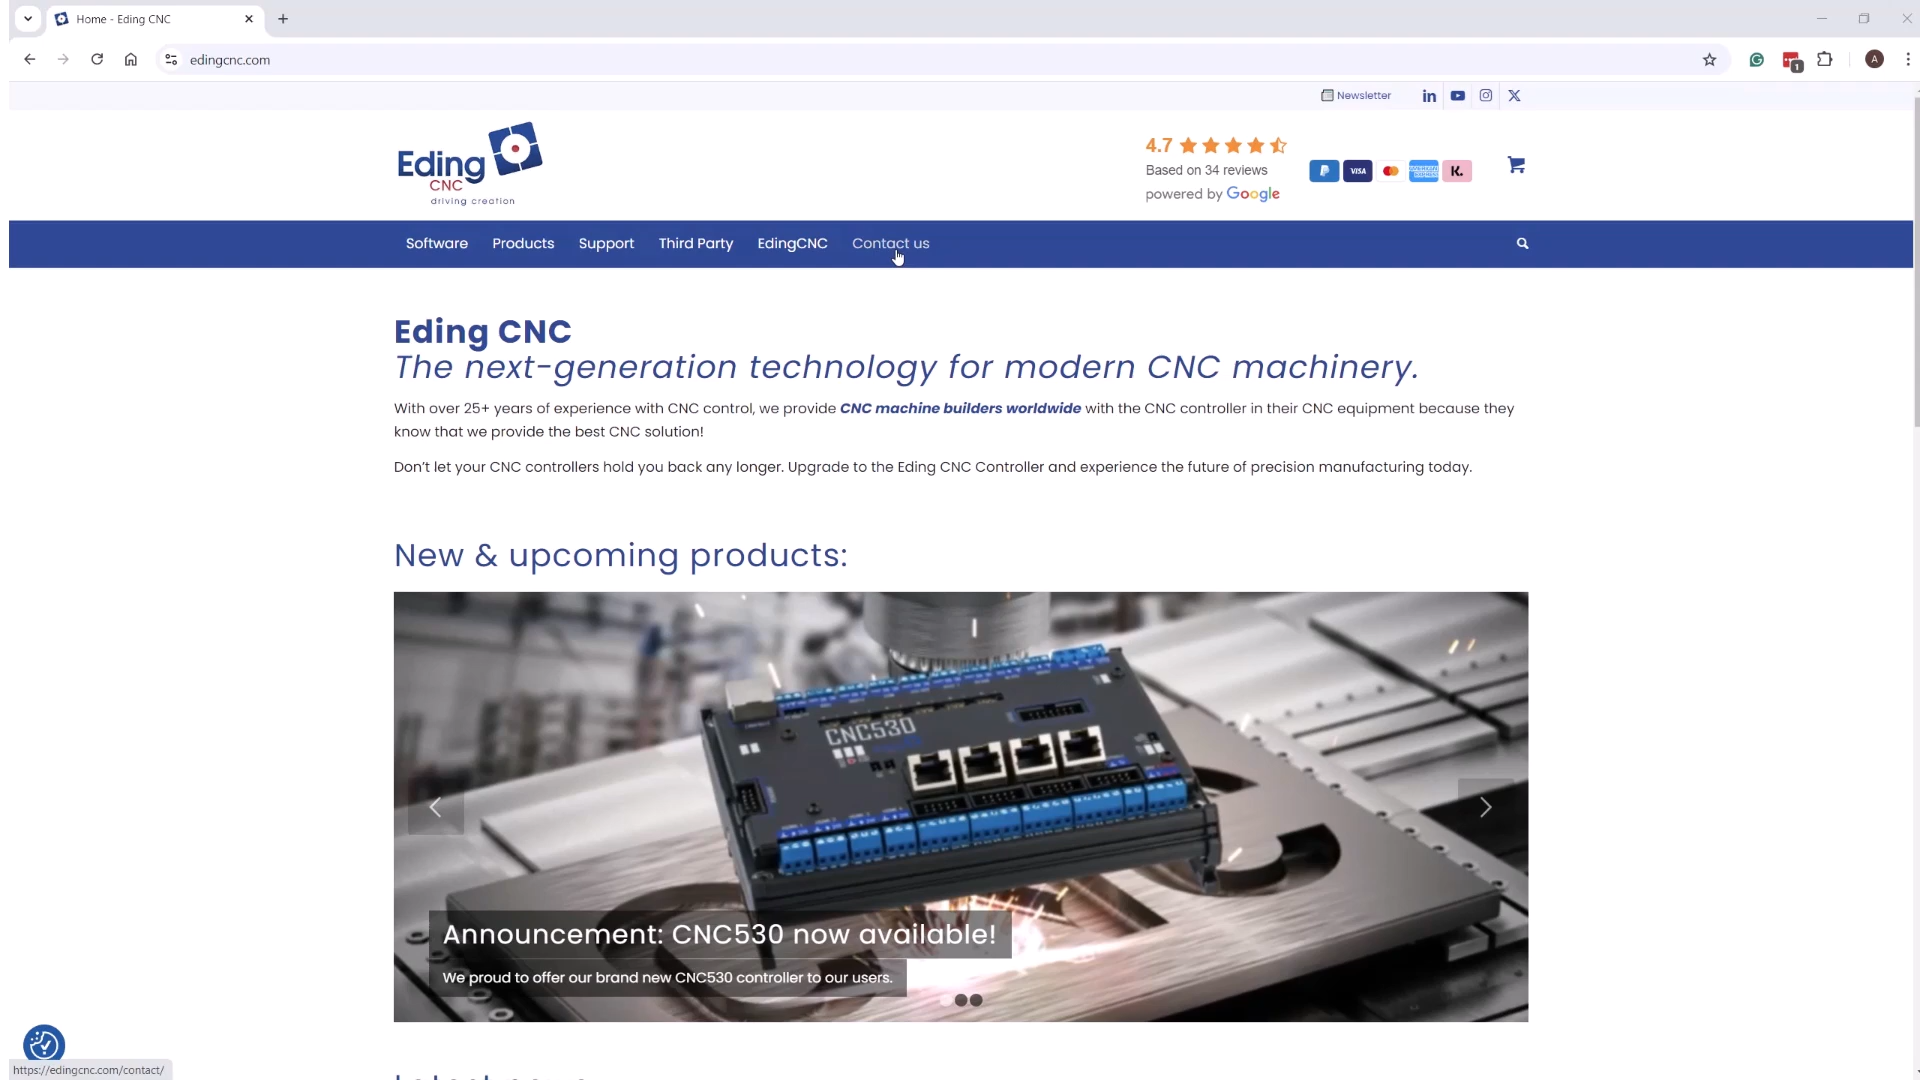 Home - Eding CNC
edingcnc.com
A
1
Newsletter
Eding
CNC
driving creation
4.7
Based on 34 reviews
powered by Google
VISA
K.
Software Products Support Third Party EdingCNC Contact us
Eding CNC
The next-generation technology for modern CNC machinery.
With over 25+ years of experience with CNC control, we provide CNC machine builders worldwide with the CNC controller in their CNC equipment because they
know that we provide the best CNC solution!
Don't let your CNC controllers hold you back any longer. Upgrade to the Eding CNC Controller and experience the future of precision manufacturing today.
New & upcoming products:
CNC530
Announcement: CNC530 now available!
We proud to offer our brand new CNC530 controller to our users.
https://edingcnc.com/contact/